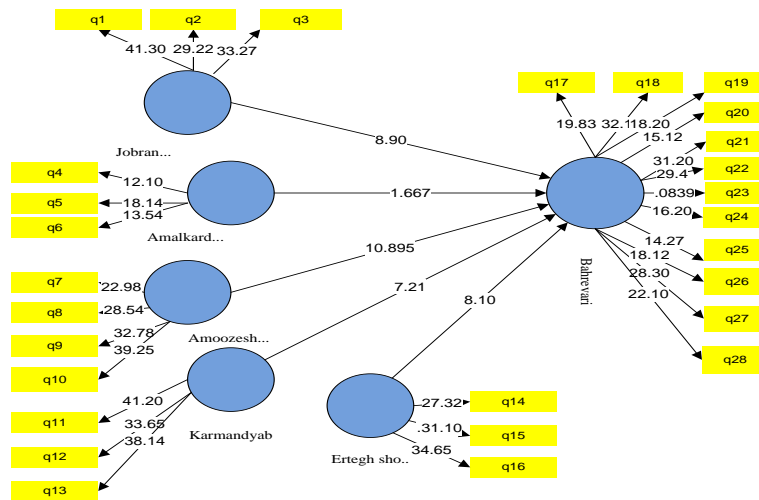 q1
q2
q3
41.30
29.22
33.27
Jobran...
8.90
q17
q18
q19
q20
q21
q22
q23
q24
q25
q26
q27
q28
19.83
18.20
15.12
31.20
29.4
.0839
16.20
14.27
18.12
28.30
22.10
Bahrevari
q4
q5
q6
12.10
18.14
13.54
Amalkard...
1.667
q7
q8
q9
q10
22.98
28.54
32.78
39.25
Amoozesh...
10.895
q11
q12
q13
41.20
33.65
38.14
Karmandyab
7.21
8.10
q14
q15
q16
27.32
.31.10
34.65
Ertegh sho..